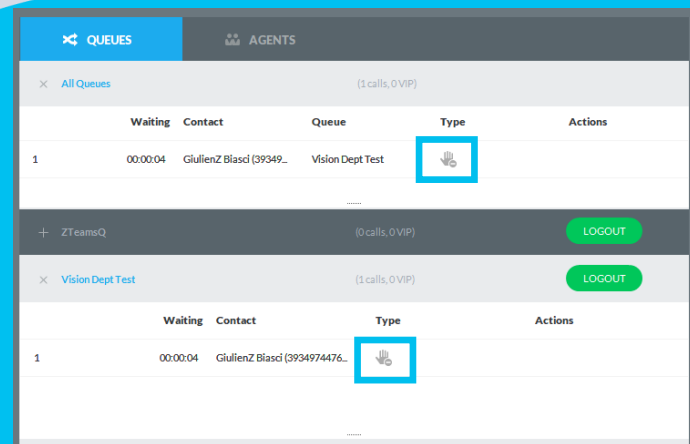 QUEUES AGENTS
× All Queues (1 calls, 0 VIP)
Waiting Contact Queue Type Actions
1 00:00:04 GiulienZ Biasci (39349... Vision Dept Test
.......
+ ZTeamsQ (0 calls, 0 VIP) LOGOUT
× Vision Dept Test (1 calls, 0 VIP) LOGOUT
Waiting Contact Type Actions
1 00:00:04 GiulienZ Biasci (3934974476...
.......